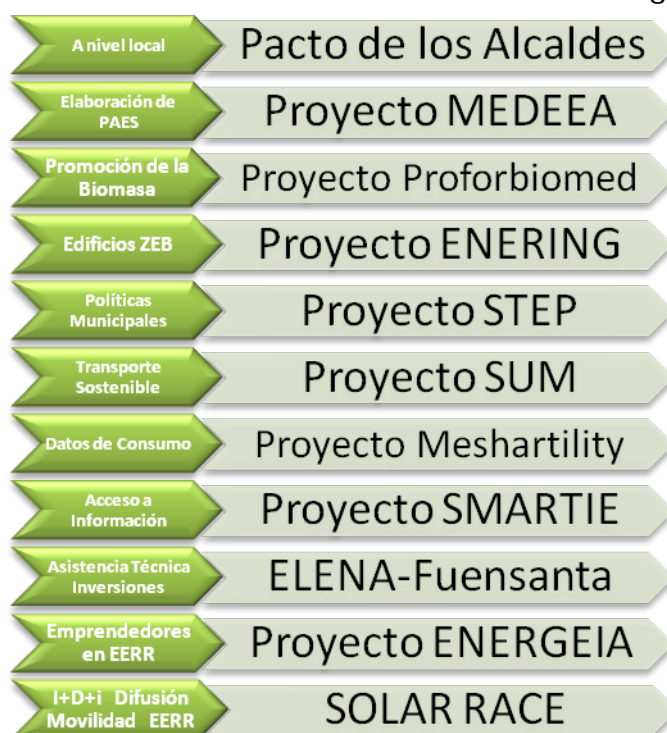 A nivel local
Pacto de los Alcaldes
Elaboración de
PAES
Proyecto MEDEEA
Promoción de la
Biomasa
Proyecto Proforbiomed
Edificios ZEB
Proyecto ENERING
Políticas
Municipales
Proyecto STEP
Transporte
Sostenible
Proyecto SUM
Datos de Consumo
Proyecto Meshartility
Acceso a
Información
Proyecto SMARTIE
Asistencia Técnica
Inversiones
ELENA-Fuensanta
Emprendedores
en EERR
Proyecto ENERGEIA
I+D+i Difusión
Movilidad EERR
SOLAR RACE